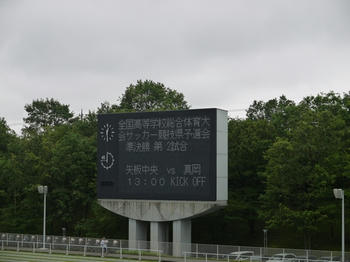 全国高等学校総合体育大
会サッカー競技県予選会
準決勝 第2試合
矢板中央 vs 真岡
13:00 KICK OFF